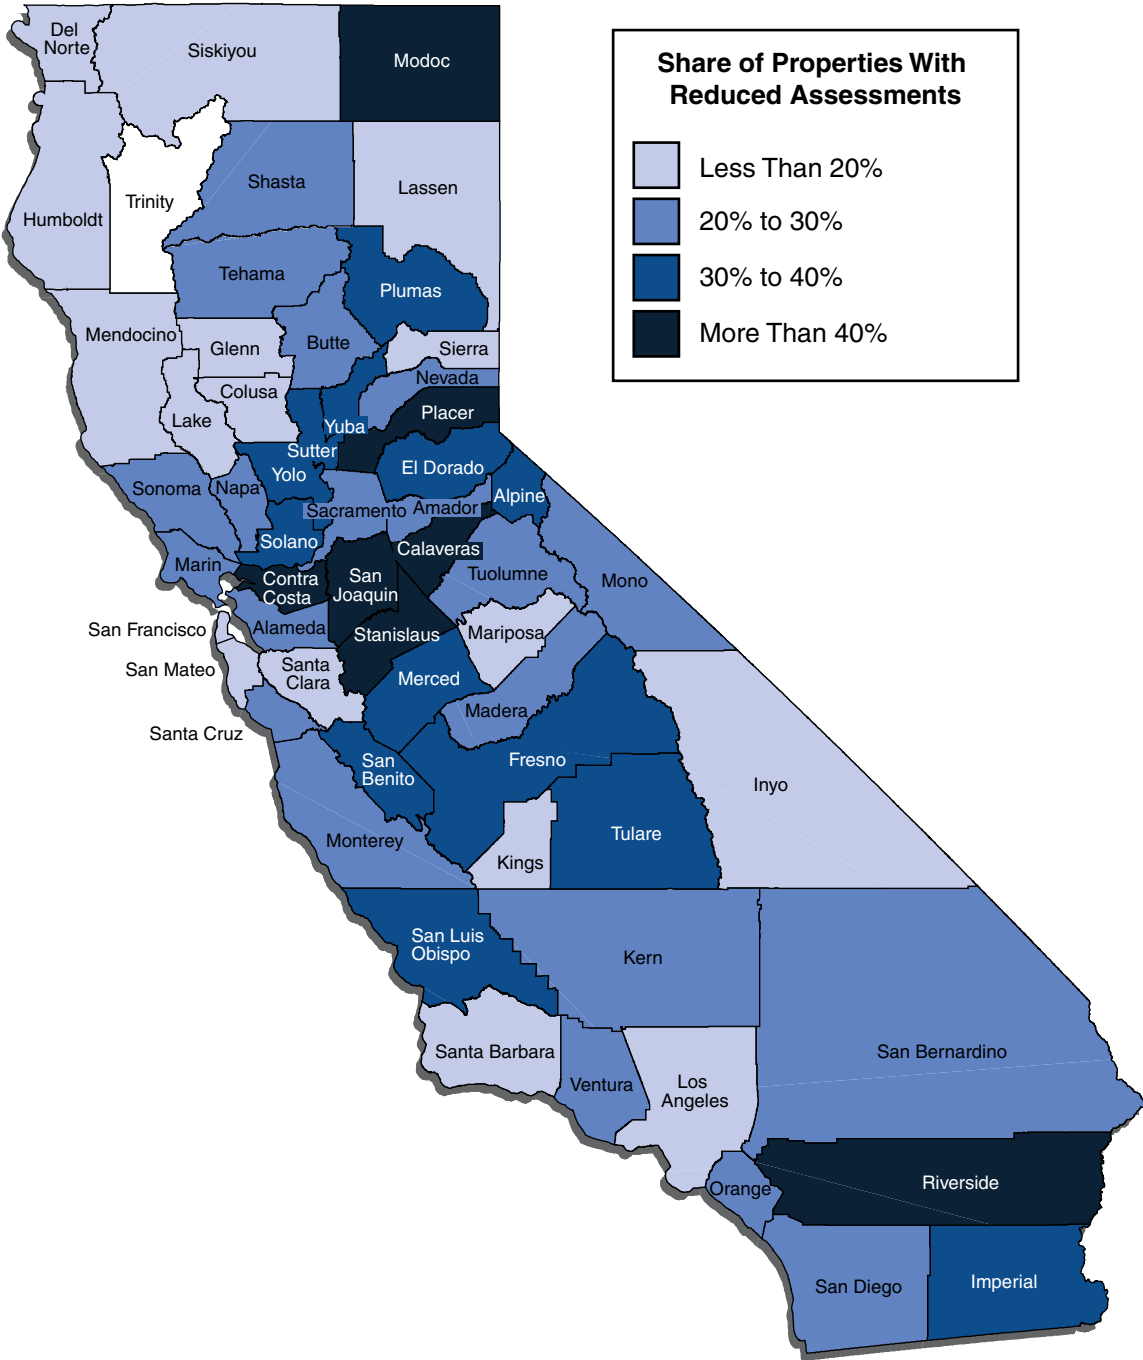 Share of Properties With
Reduced Assessments
Less Than 20%
20% to 30%
30% to 40%
More Than 40%
Del
Norte
Siskiyou
Modoc
Shasta
Lassen
Trinity
Humboldt
Tehama
Plumas
Mendocino
Glenn
Butte
Sierra
Nevada
Colusa
Placer
Lake
Yuba
Sutter
El Dorado
Yolo
Sonoma
Napa
Alpine
Sacramento
Amador
Solano
Calaveras
Marin
Contra
Costa
San
Joaquin
Tuolumne
Mono
San Francisco
Alameda
Stanislaus
Mariposa
San Mateo
Santa
Clara
Merced
Madera
Santa Cruz
San
Benito
Fresno
Inyo
Monterey
Tulare
Kings
San Luis
Obispo
Kern
Santa Barbara
San Bernardino
Ventura
Los
Angeles
Orange
Riverside
San Diego
Imperial